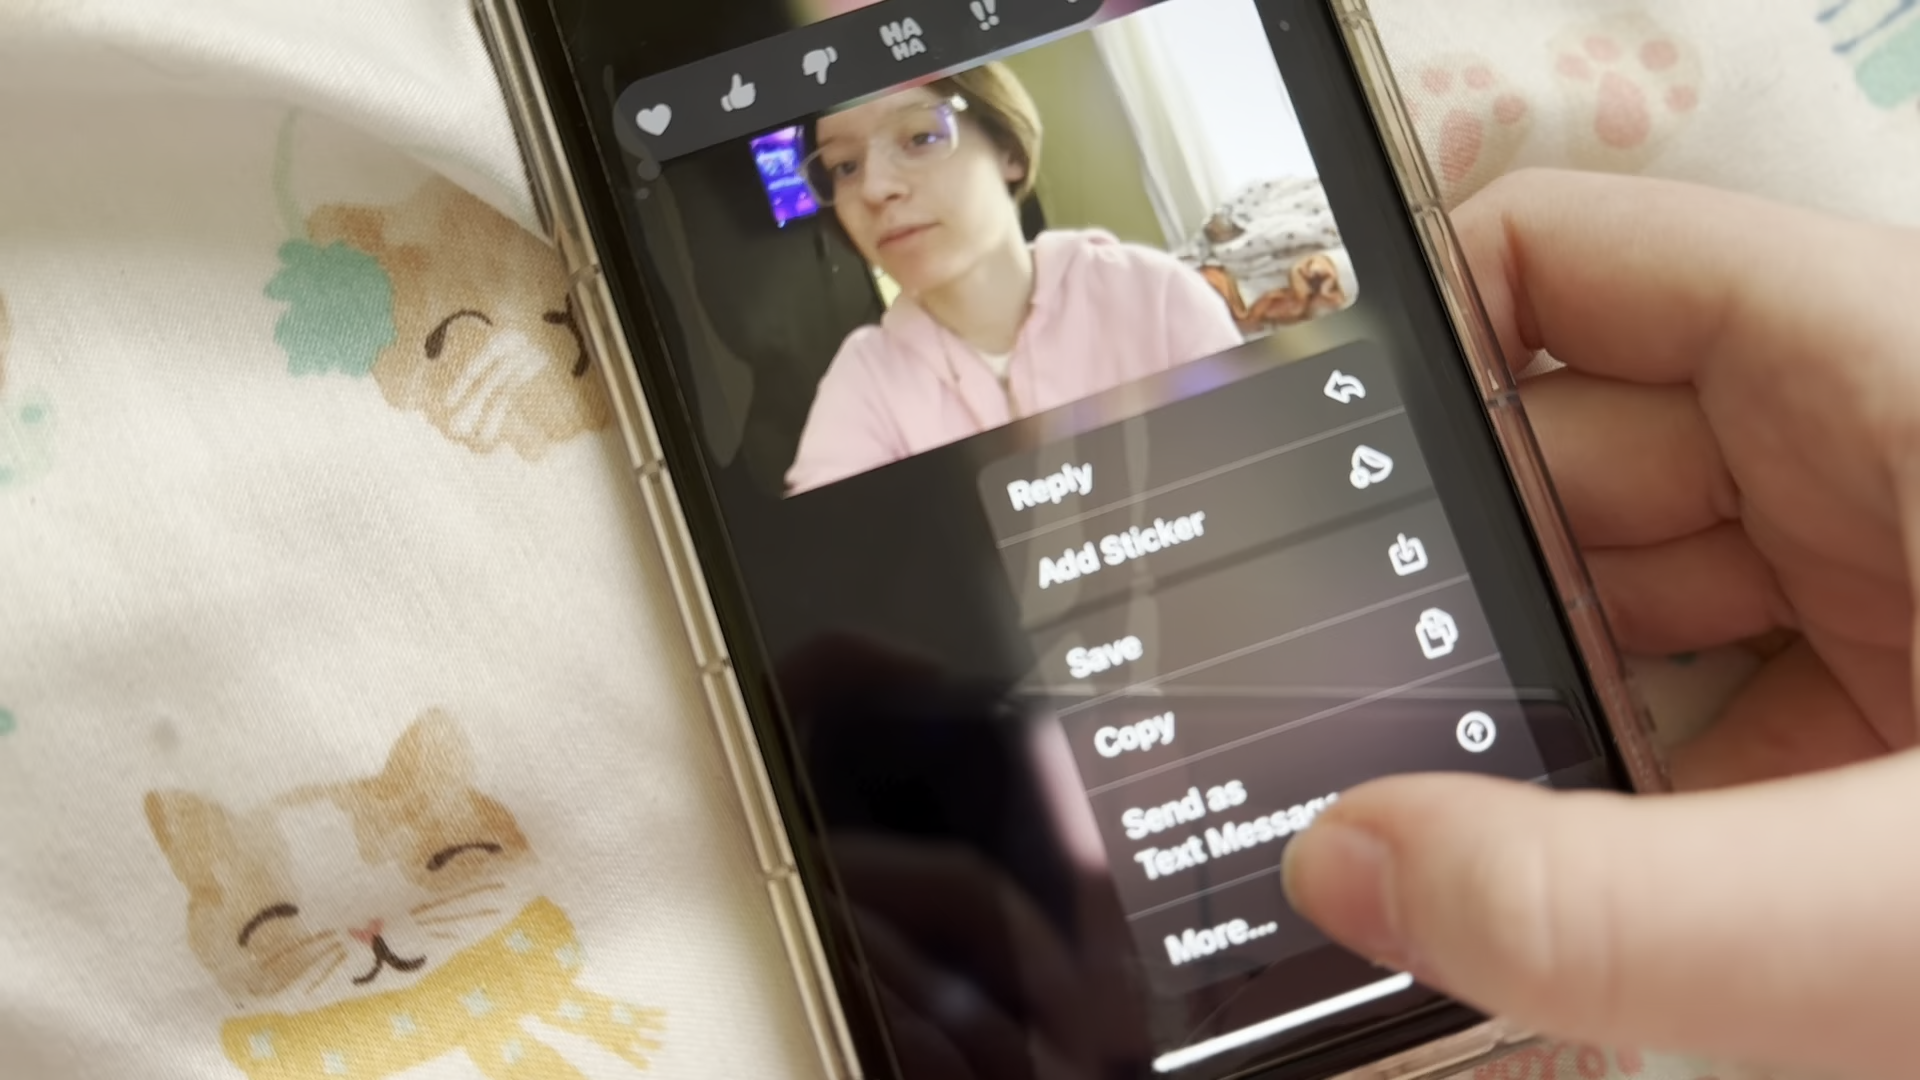 HA
HA
!!
Reply
Add Sticker
Save
Copy
Send as
Text Message
More...